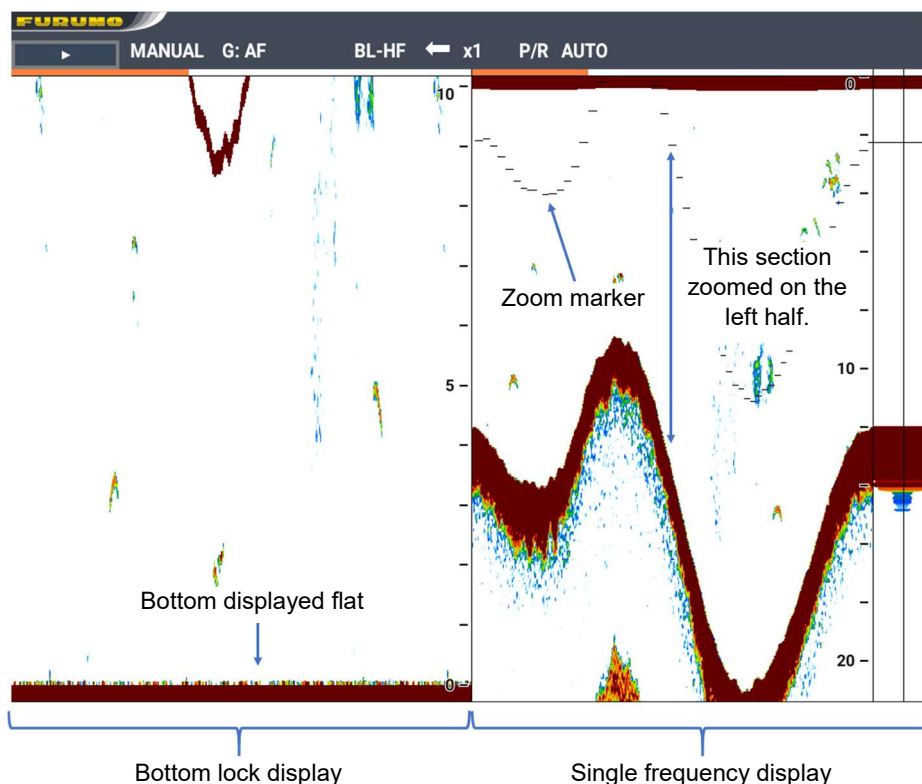 FURUNO
MANUAL G: AF BL-HF x1 P/R AUTO
10
5
0
0
10
20
Zoom marker
This section
zoomed on the
left half.
Bottom displayed flat
Bottom lock display
Single frequency display